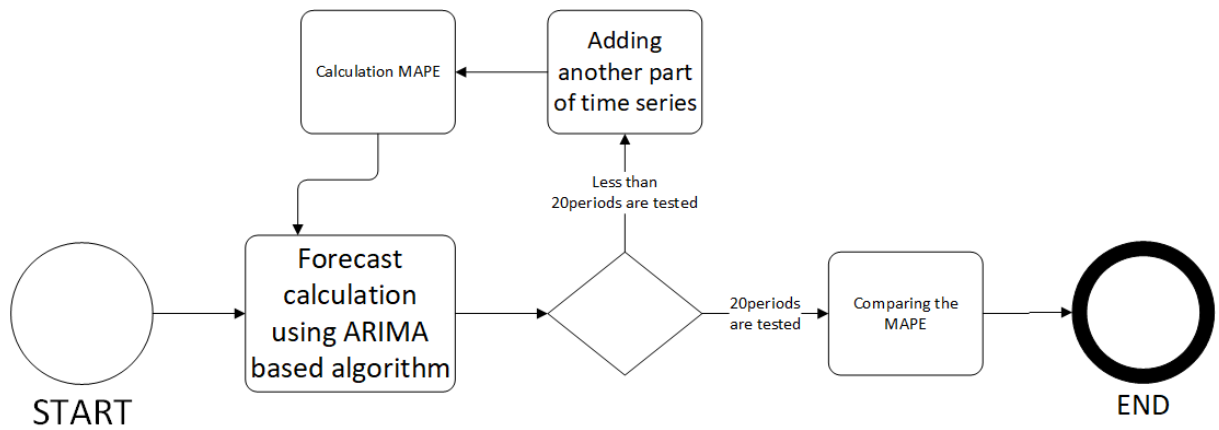 Calculation MAPE
Adding
another part
of time series
Less than
20periods are tested
START
Forecast
calculation
using ARIMA
based algorithm
20periods
are tested
Comparing the
MAPE
END